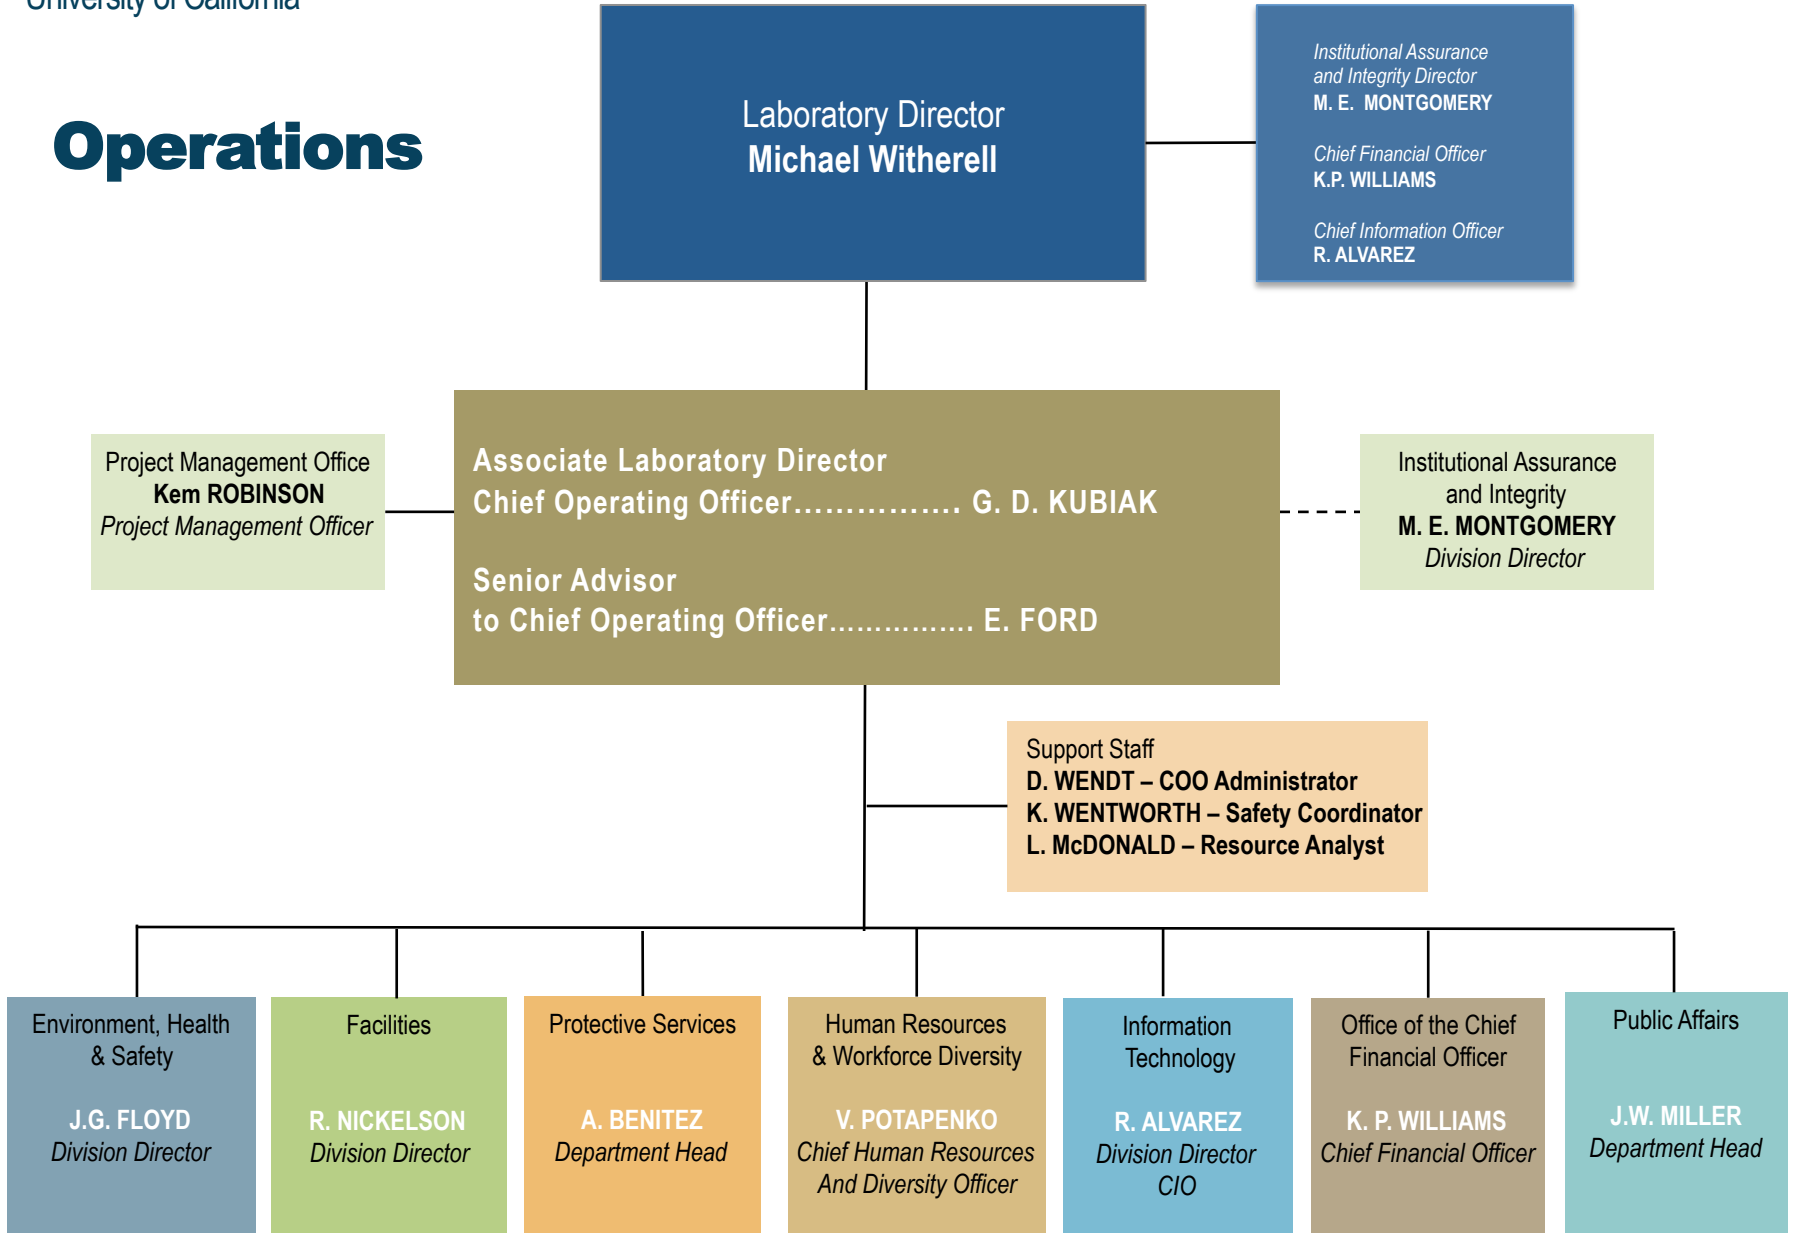 University of California
Operations
Laboratory Director
Michael Witherell
Institutional Assurance
and Integrity Director
M. E. MONTGOMERY
Chief Financial Officer
K.P. WILLIAMS
Chief Information Officer
R. ALVAREZ
Project Management Office
Kem ROBINSON
Project Management Officer
Associate Laboratory Director
Chief Operating Officer................ G. D. KUBIAK
Senior Advisor
to Chief Operating Officer............... E. FORD
Institutional Assurance
and Integrity
M. E. MONTGOMERY
Division Director
Support Staff
D. WENDT – COO Administrator
K. WENTWORTH – Safety Coordinator
L. McDONALD – Resource Analyst
Environment, Health
& Safety
J.G. FLOYD
Division Director
Facilities
R. NICKELSON
Division Director
Protective Services
A. BENITEZ
Department Head
Human Resources
& Workforce Diversity
V. POTAPENKO
Chief Human Resources
And Diversity Officer
Information
Technology
R. ALVAREZ
Division Director
CIO
Office of the Chief
Financial Officer
K. P. WILLIAMS
Chief Financial Officer
Public Affairs
J.W. MILLER
Department Head